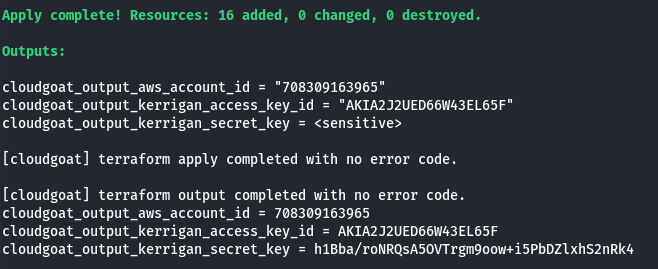 Apply complete! Resources: 16 added, 0 changed, 0 destroyed.
Outputs:
cloudgoat_output_aws_account_id = "708309163965"
cloudgoat_output_kerrigan_access_key_id = "AKIA2J2UED66W43EL65F"
cloudgoat_output_kerrigan_secret_key = <sensitive>
[cloudgoat] terraform apply completed with no error code.
[cloudgoat] terraform output completed with no error code.
cloudgoat_output_aws_account_id = 708309163965
cloudgoat_output_kerrigan_access_key_id = AKIA2J2UED66W43EL65F
cloudgoat_output_kerrigan_secret_key = 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